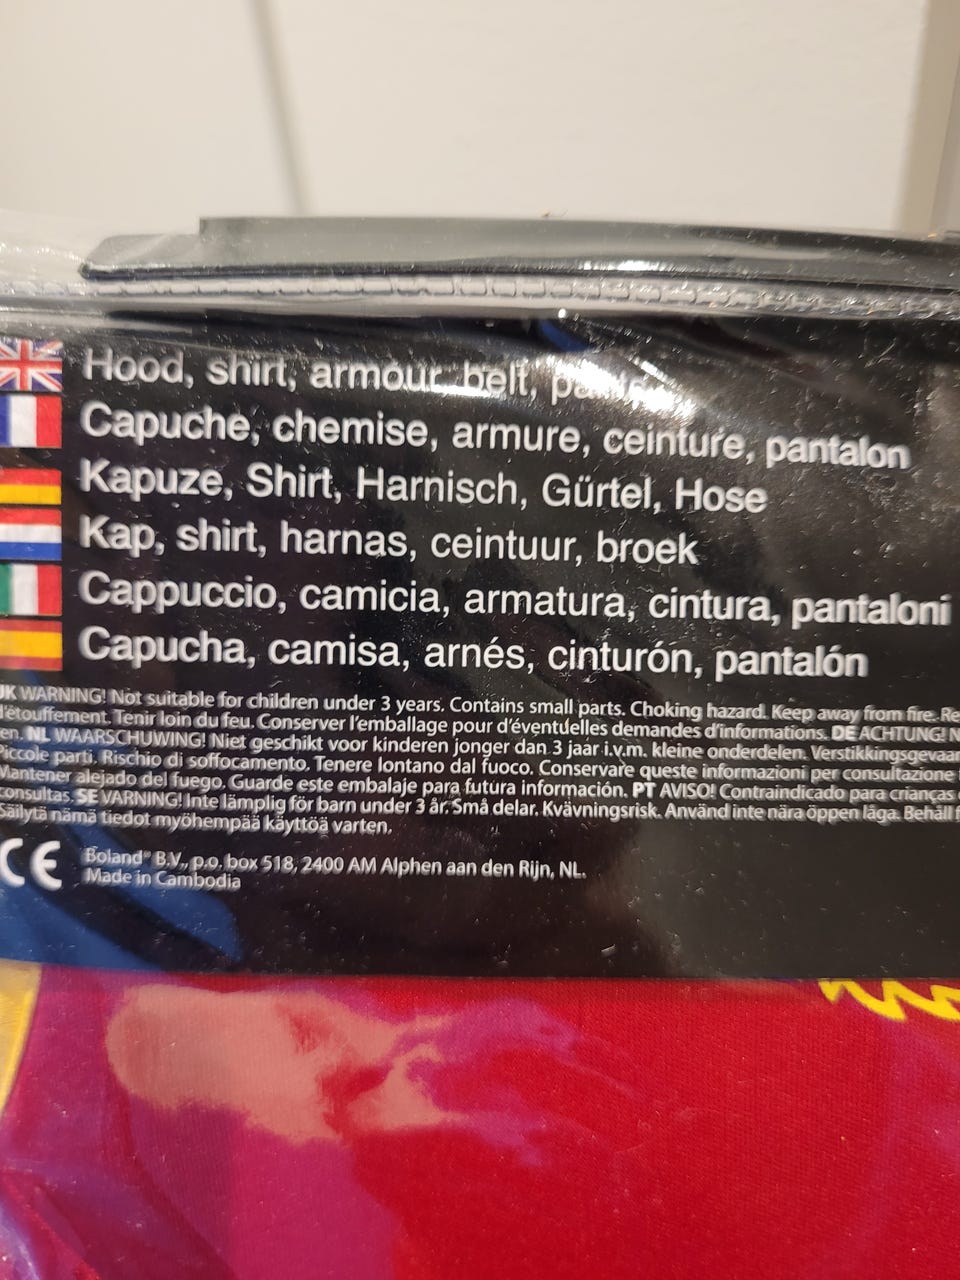 Hood, shirt, armour, belt,
Capuche, chemise, armure, ceinture, pantalon
Kapuze, Shirt, Harnisch, Gürtel, Hose
Kap, shirt, harnas, ceintuur, broek
Cappuccio, camicia, armatura, cintura, pantaloni
Capucha, camisa, arnés, cinturón, pantalón
UK WARNING! Not suitable for children under 3 years. Contains small parts. Choking hazard. Keep away from fire.
d'étouffement. Tenir loin du feu. Conserver l'emballage pour d'éventuelles demandes d'informations. DE ACHTUNG!
en. NL WAARSCHUWING! Niet geschikt voor kinderen jonger dan 3 jaar i.v.m. kleine onderdelen. Verstikkingsgevaar
Piccole parti. Rischio di soffocamento. Tenere lontano dal fuoco. Conservare queste informazioni per consultazione
Mantener alejado del fuego. Guarde este embalaje para futura información. PT AVISO! Contraindicado para crianças
consultas. SE VARNING! Inte lämplig för barn under 3 år. Små delar. Kvävningsrisk. Använd inte nära öppen låga. Behåll
Säilytä nämä tiedot myöhempää käyttöä varten.
CE
Boland® B.V., p.o. box 518, 2400 AM Alphen aan den Rijn, NL.
Made in Cambodia